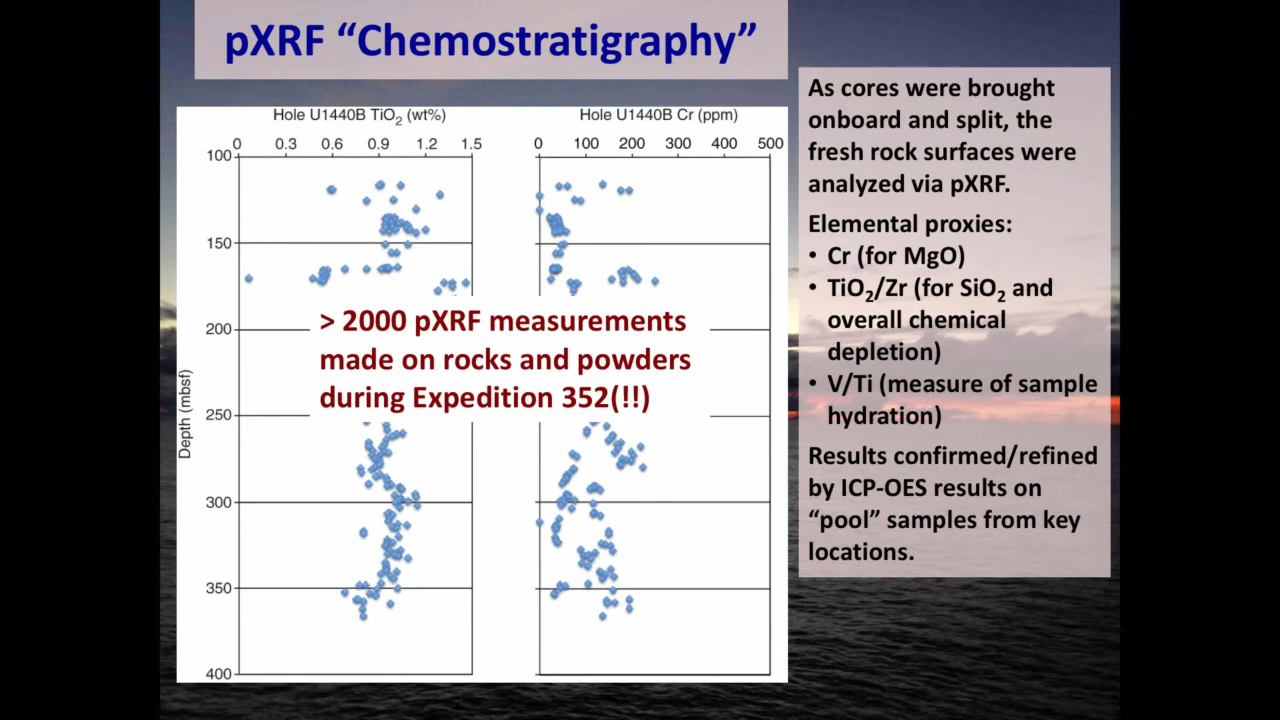 pXRF “Chemostratigraphy”
Hole U1440B TiO2 (wt%)
0 0.3 0.6 0.9 1.2 1.5
Hole U1440B Cr (ppm)
0 100 200 300 400 500
100
150
200
250
300
350
400
Depth (mbsf)
> 2000 pXRF measurements
made on rocks and powders
during Expedition 352(!!)
As cores were brought
onboard and split, the
fresh rock surfaces were
analyzed via pXRF.
Elemental proxies:
• Cr (for MgO)
• TiO2/Zr (for SiO2 and
overall chemical
depletion)
• V/Ti (measure of sample
hydration)
Results confirmed/refined
by ICP-OES results on
“pool” samples from key
locations.